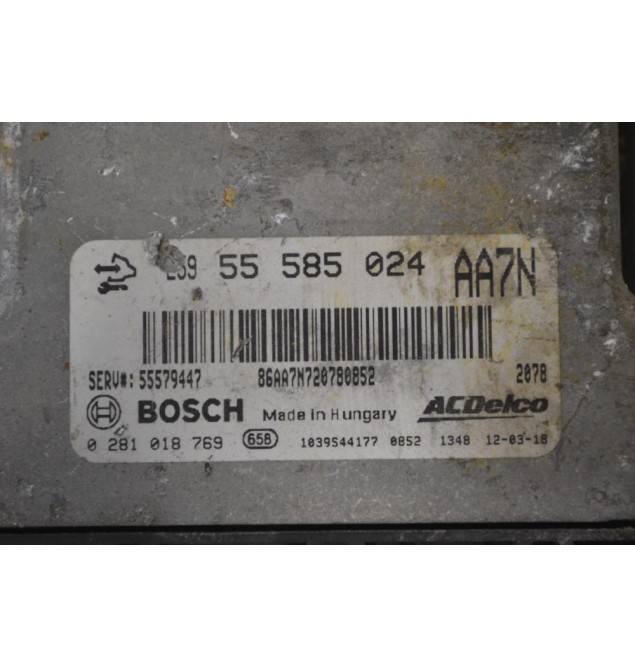 55 585 024 AA7N
SERV#: 55579447 86AA7N720780852 2078
BOSCH Made in Hungary ACDelco
0 281 018 769 65B 1039S44177 0852 1348 12-03-18